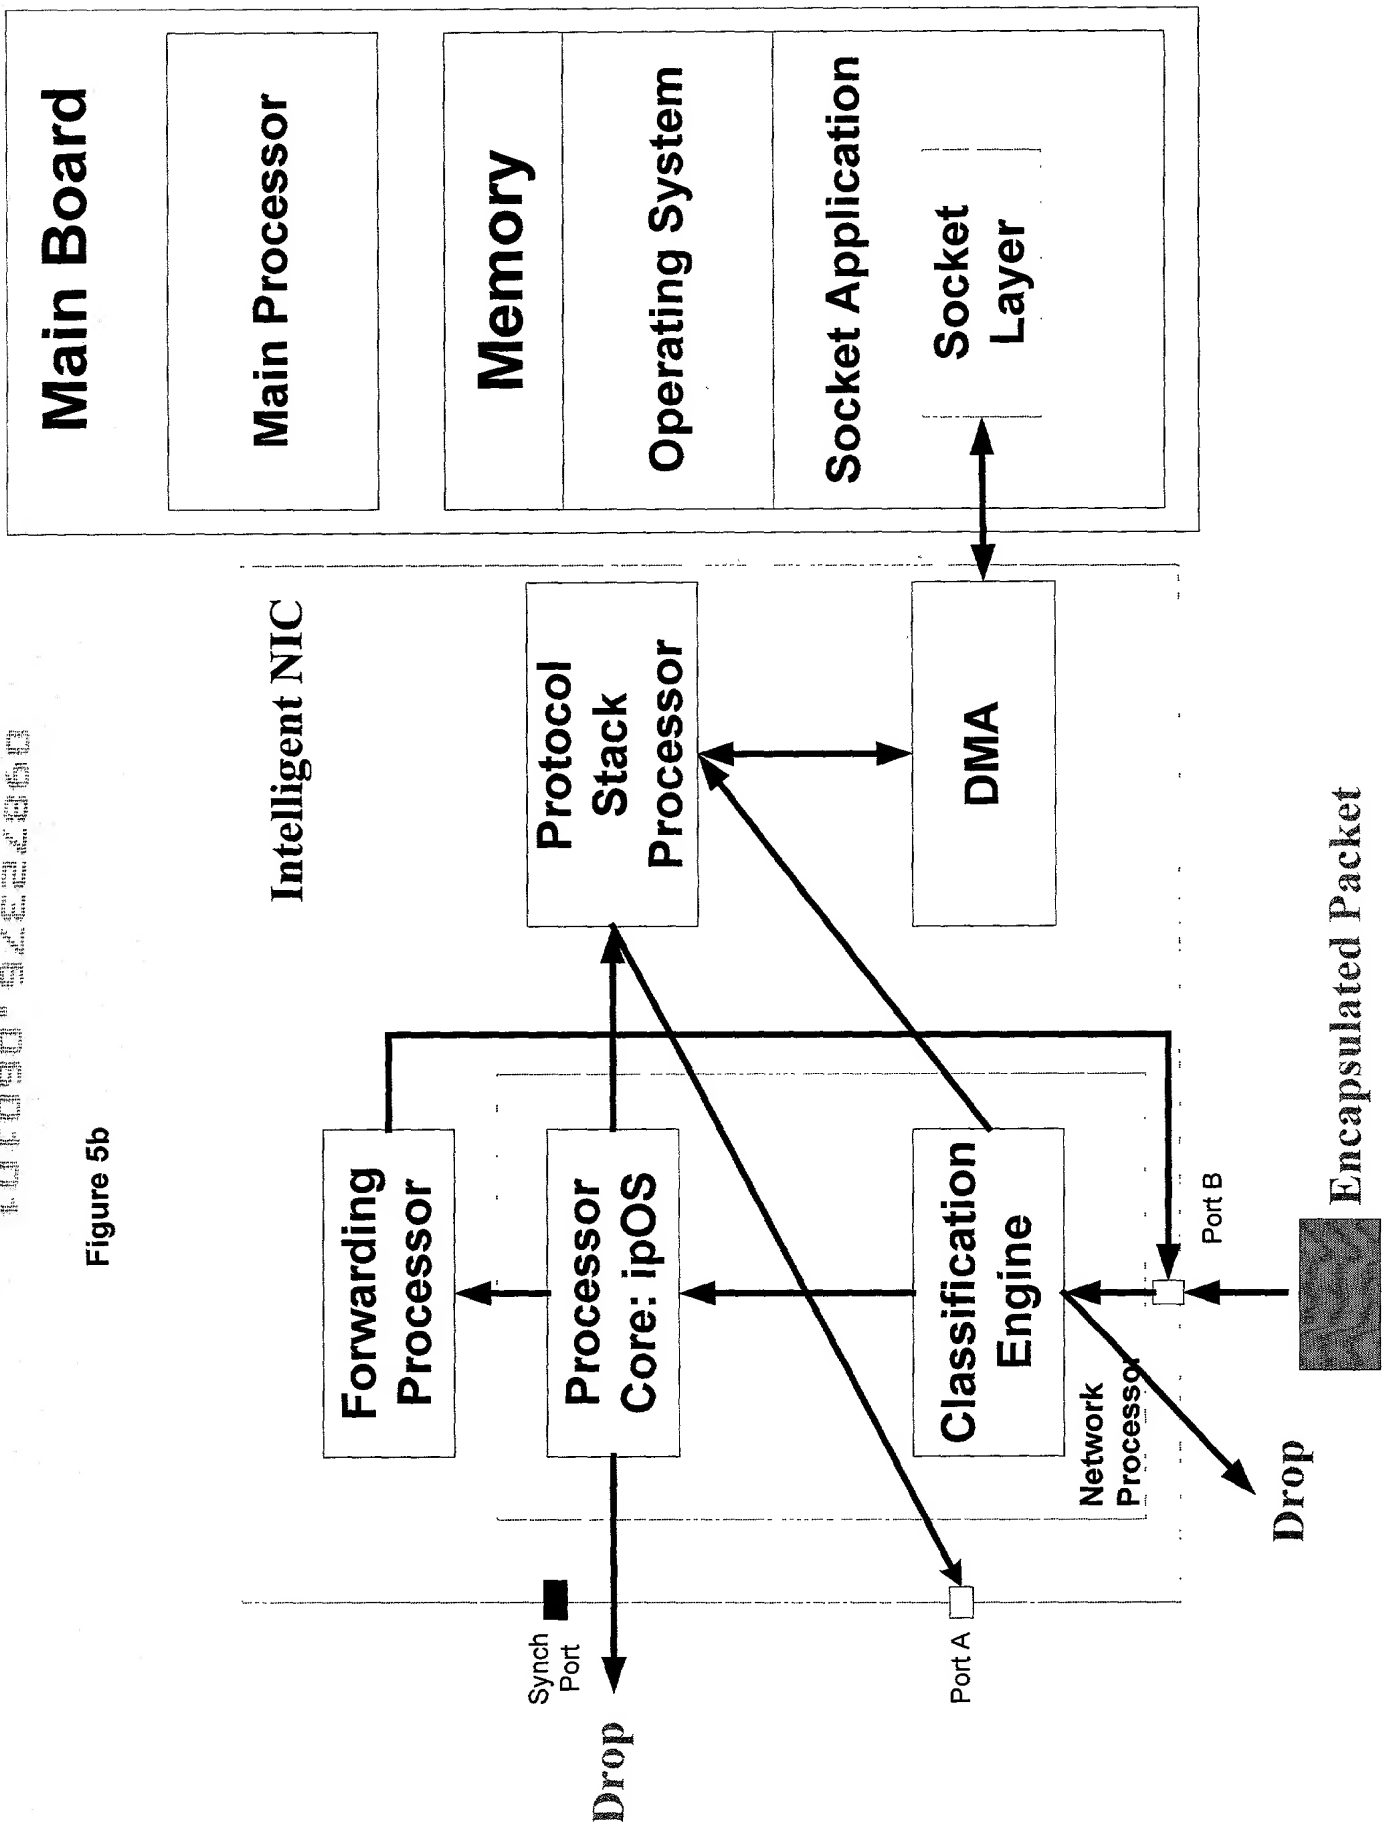 Figure 5b
Main Board
Main Processor
Memory
Operating System
Socket Application
Socket
Layer
Intelligent NIC
Protocol
Stack
Processor
DMA
Forwarding
Processor
Processor
Core: ipOS
Classification
Engine
Network
Processor
Synch
Port
Port A
Port B
Drop
Drop
Encapsulated Packet